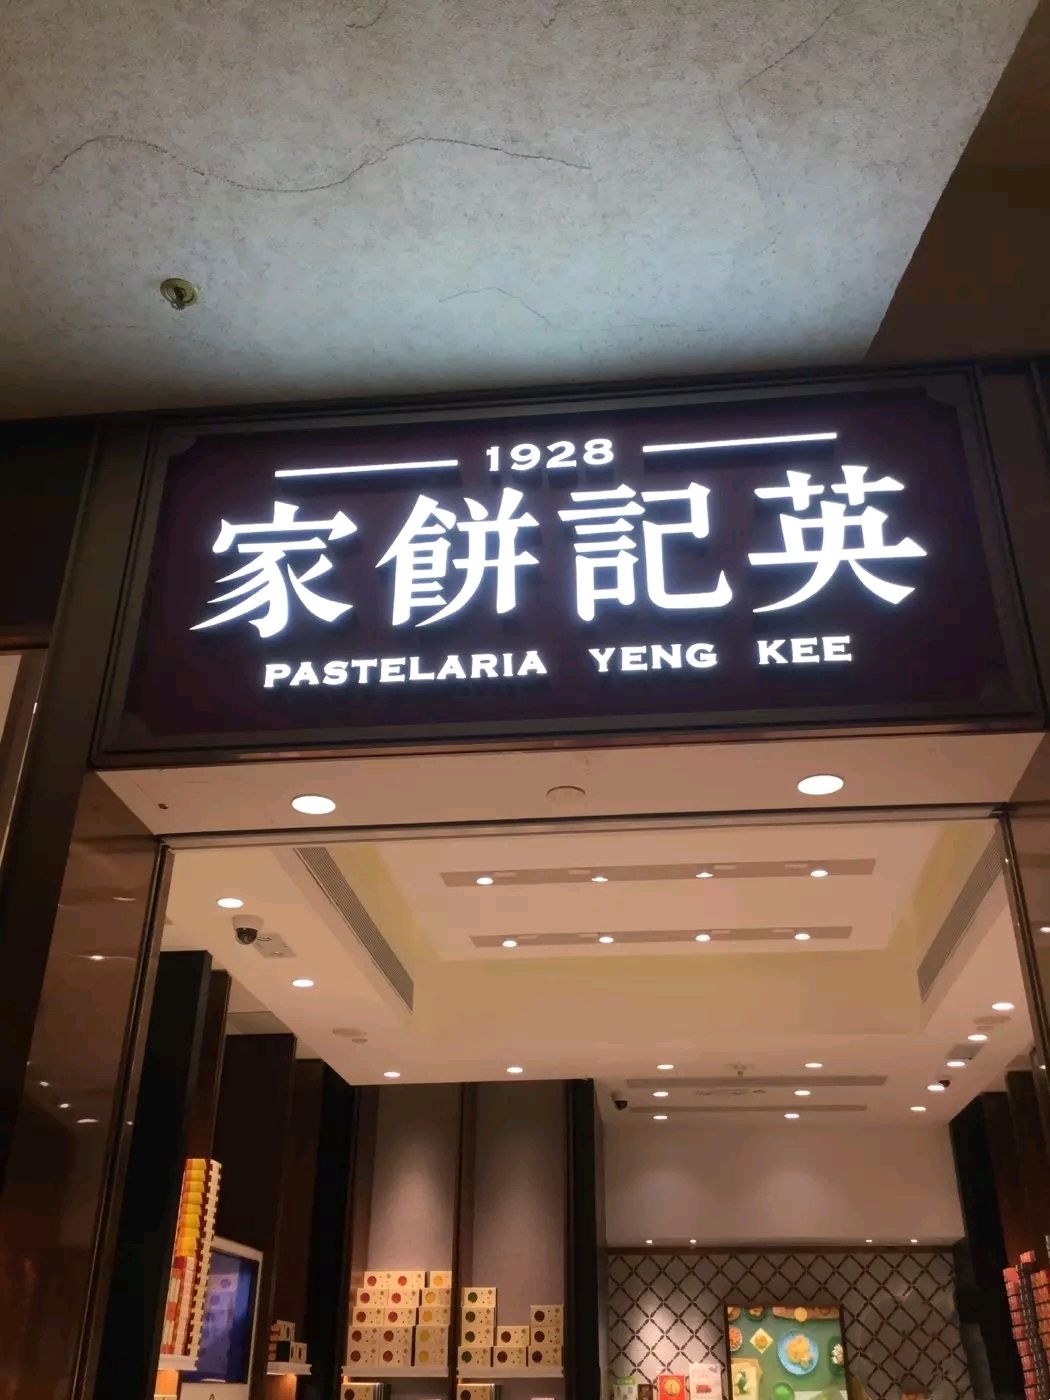 1928
家餅記英
PASTELARIA YENG KEE